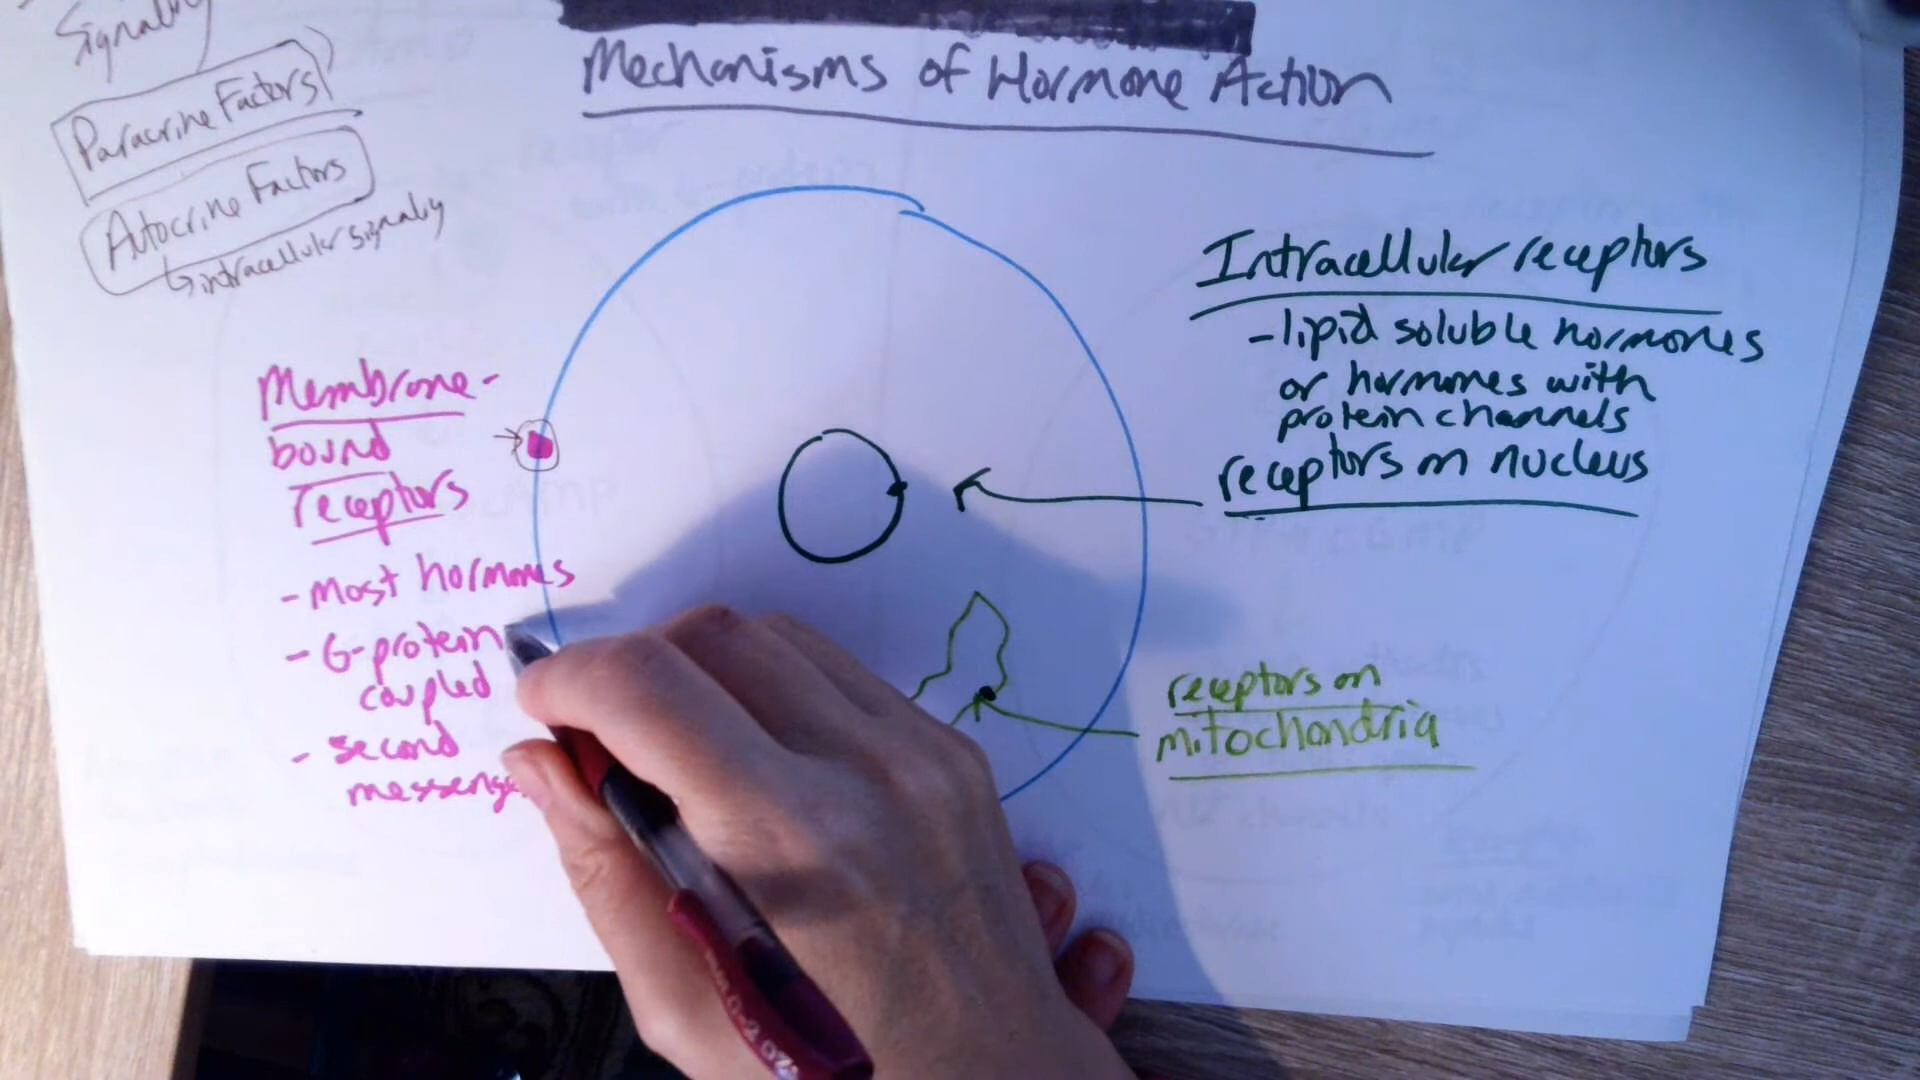 Signaling
Paracrine Factors
Autocrine Factors
↳ intracellular signaling
Mechanisms of Hormone Action
Membrane-
bound
receptors
- Most hormones
- G-protein
coupled
- second
Intracellular receptors
- lipid soluble hormones
or hormones with
protein channels
receptors on nucleus
receptors on
mitochondria